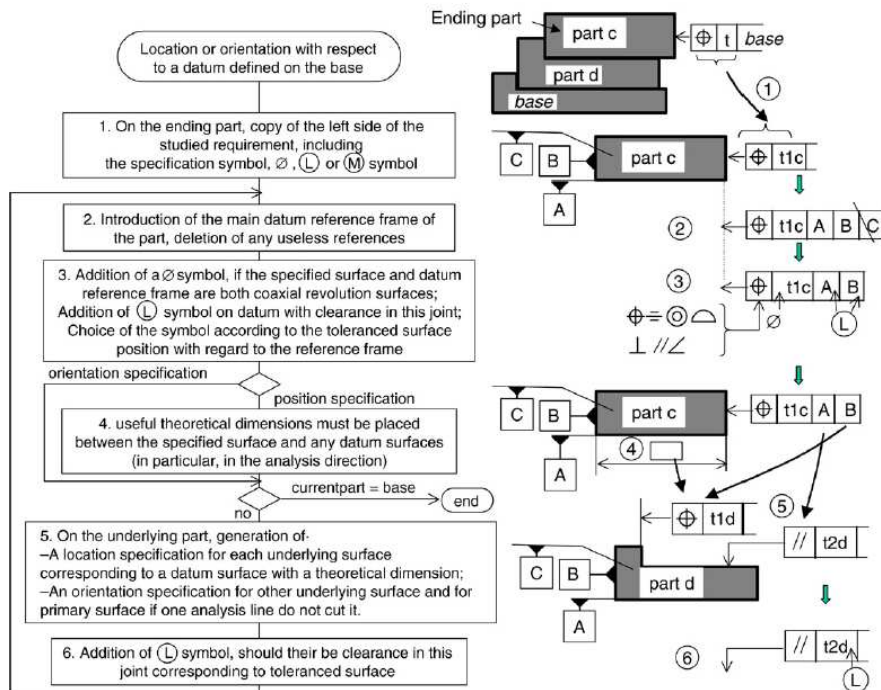 Location or orientation with respect
to a datum defined on the base
1. On the ending part, copy of the left side of the
studied requirement, including
the specification symbol, ∅ , Ⓛ or Ⓜ symbol
2. Introduction of the main datum reference frame of
the part, deletion of any useless references
3. Addition of a ∅ symbol, if the specified surface and datum
reference frame are both coaxial revolution surfaces;
Addition of Ⓛ symbol on datum with clearance in this joint;
Choice of the symbol according to the toleranced surface
position with regard to the reference frame
orientation specification
position specification
4. useful theoretical dimensions must be placed
between the specified surface and any datum surfaces
(in particular, in the analysis direction)
currentpart = base
end
no
5. On the underlying part, generation of·
–A location specification for each underlying surface
corresponding to a datum surface with a theoretical dimension;
–An orientation specification for other underlying surface and for
primary surface if one analysis line do not cut it.
6. Addition of Ⓛ symbol, should their be clearance in this
joint corresponding to toleranced surface
Ending part
part c
⌖ t base
part d
base
①
C B part c ⌖ t1c
A
② ⌖ t1c A B C
③ ⌖ t1c A B
⌖ ⌯ ◎ ⌓ ∅ Ⓛ
⊥ // ∠
C B part c ⌖ t1c A B
A ④
⌖ t1d ⑤
// t2d
C B part d
A
⑥ // t2d
Ⓛ